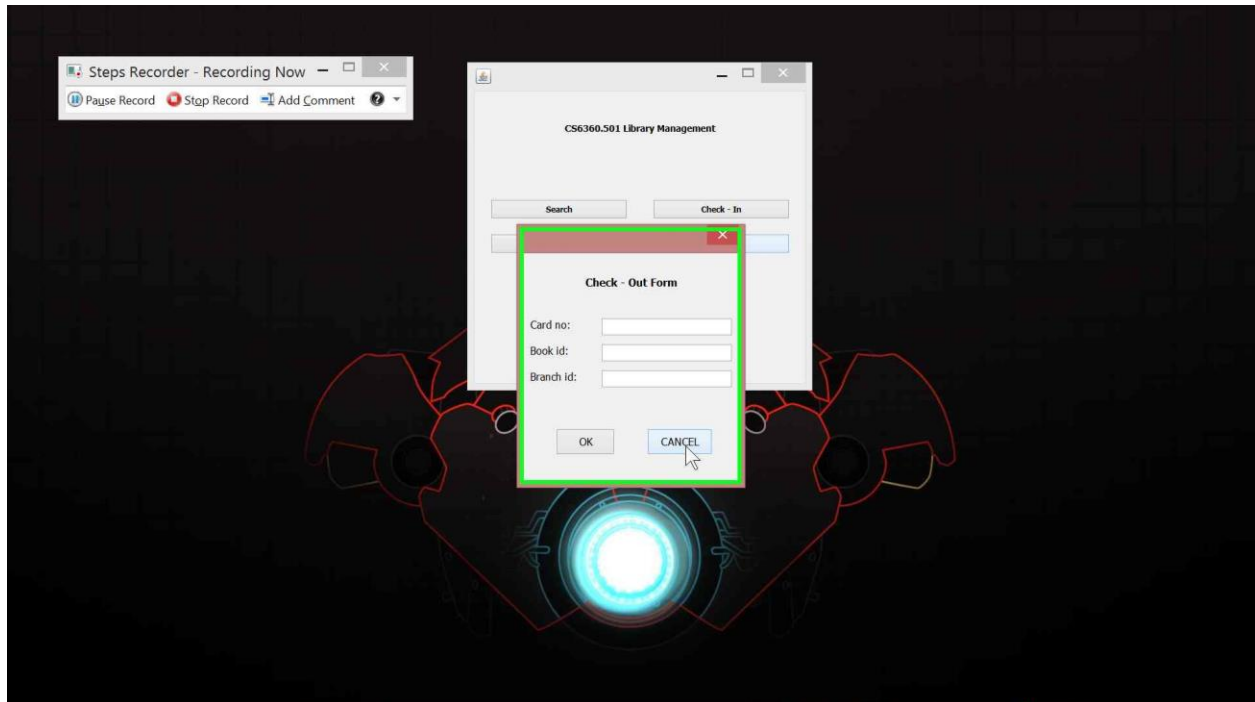 Steps Recorder - Recording Now
Pause Record Stop Record Add Comment
CS6360.501 Library Management
Search Check - In
Check - Out Form
Card no:
Book id:
Branch id:
OK CANCEL